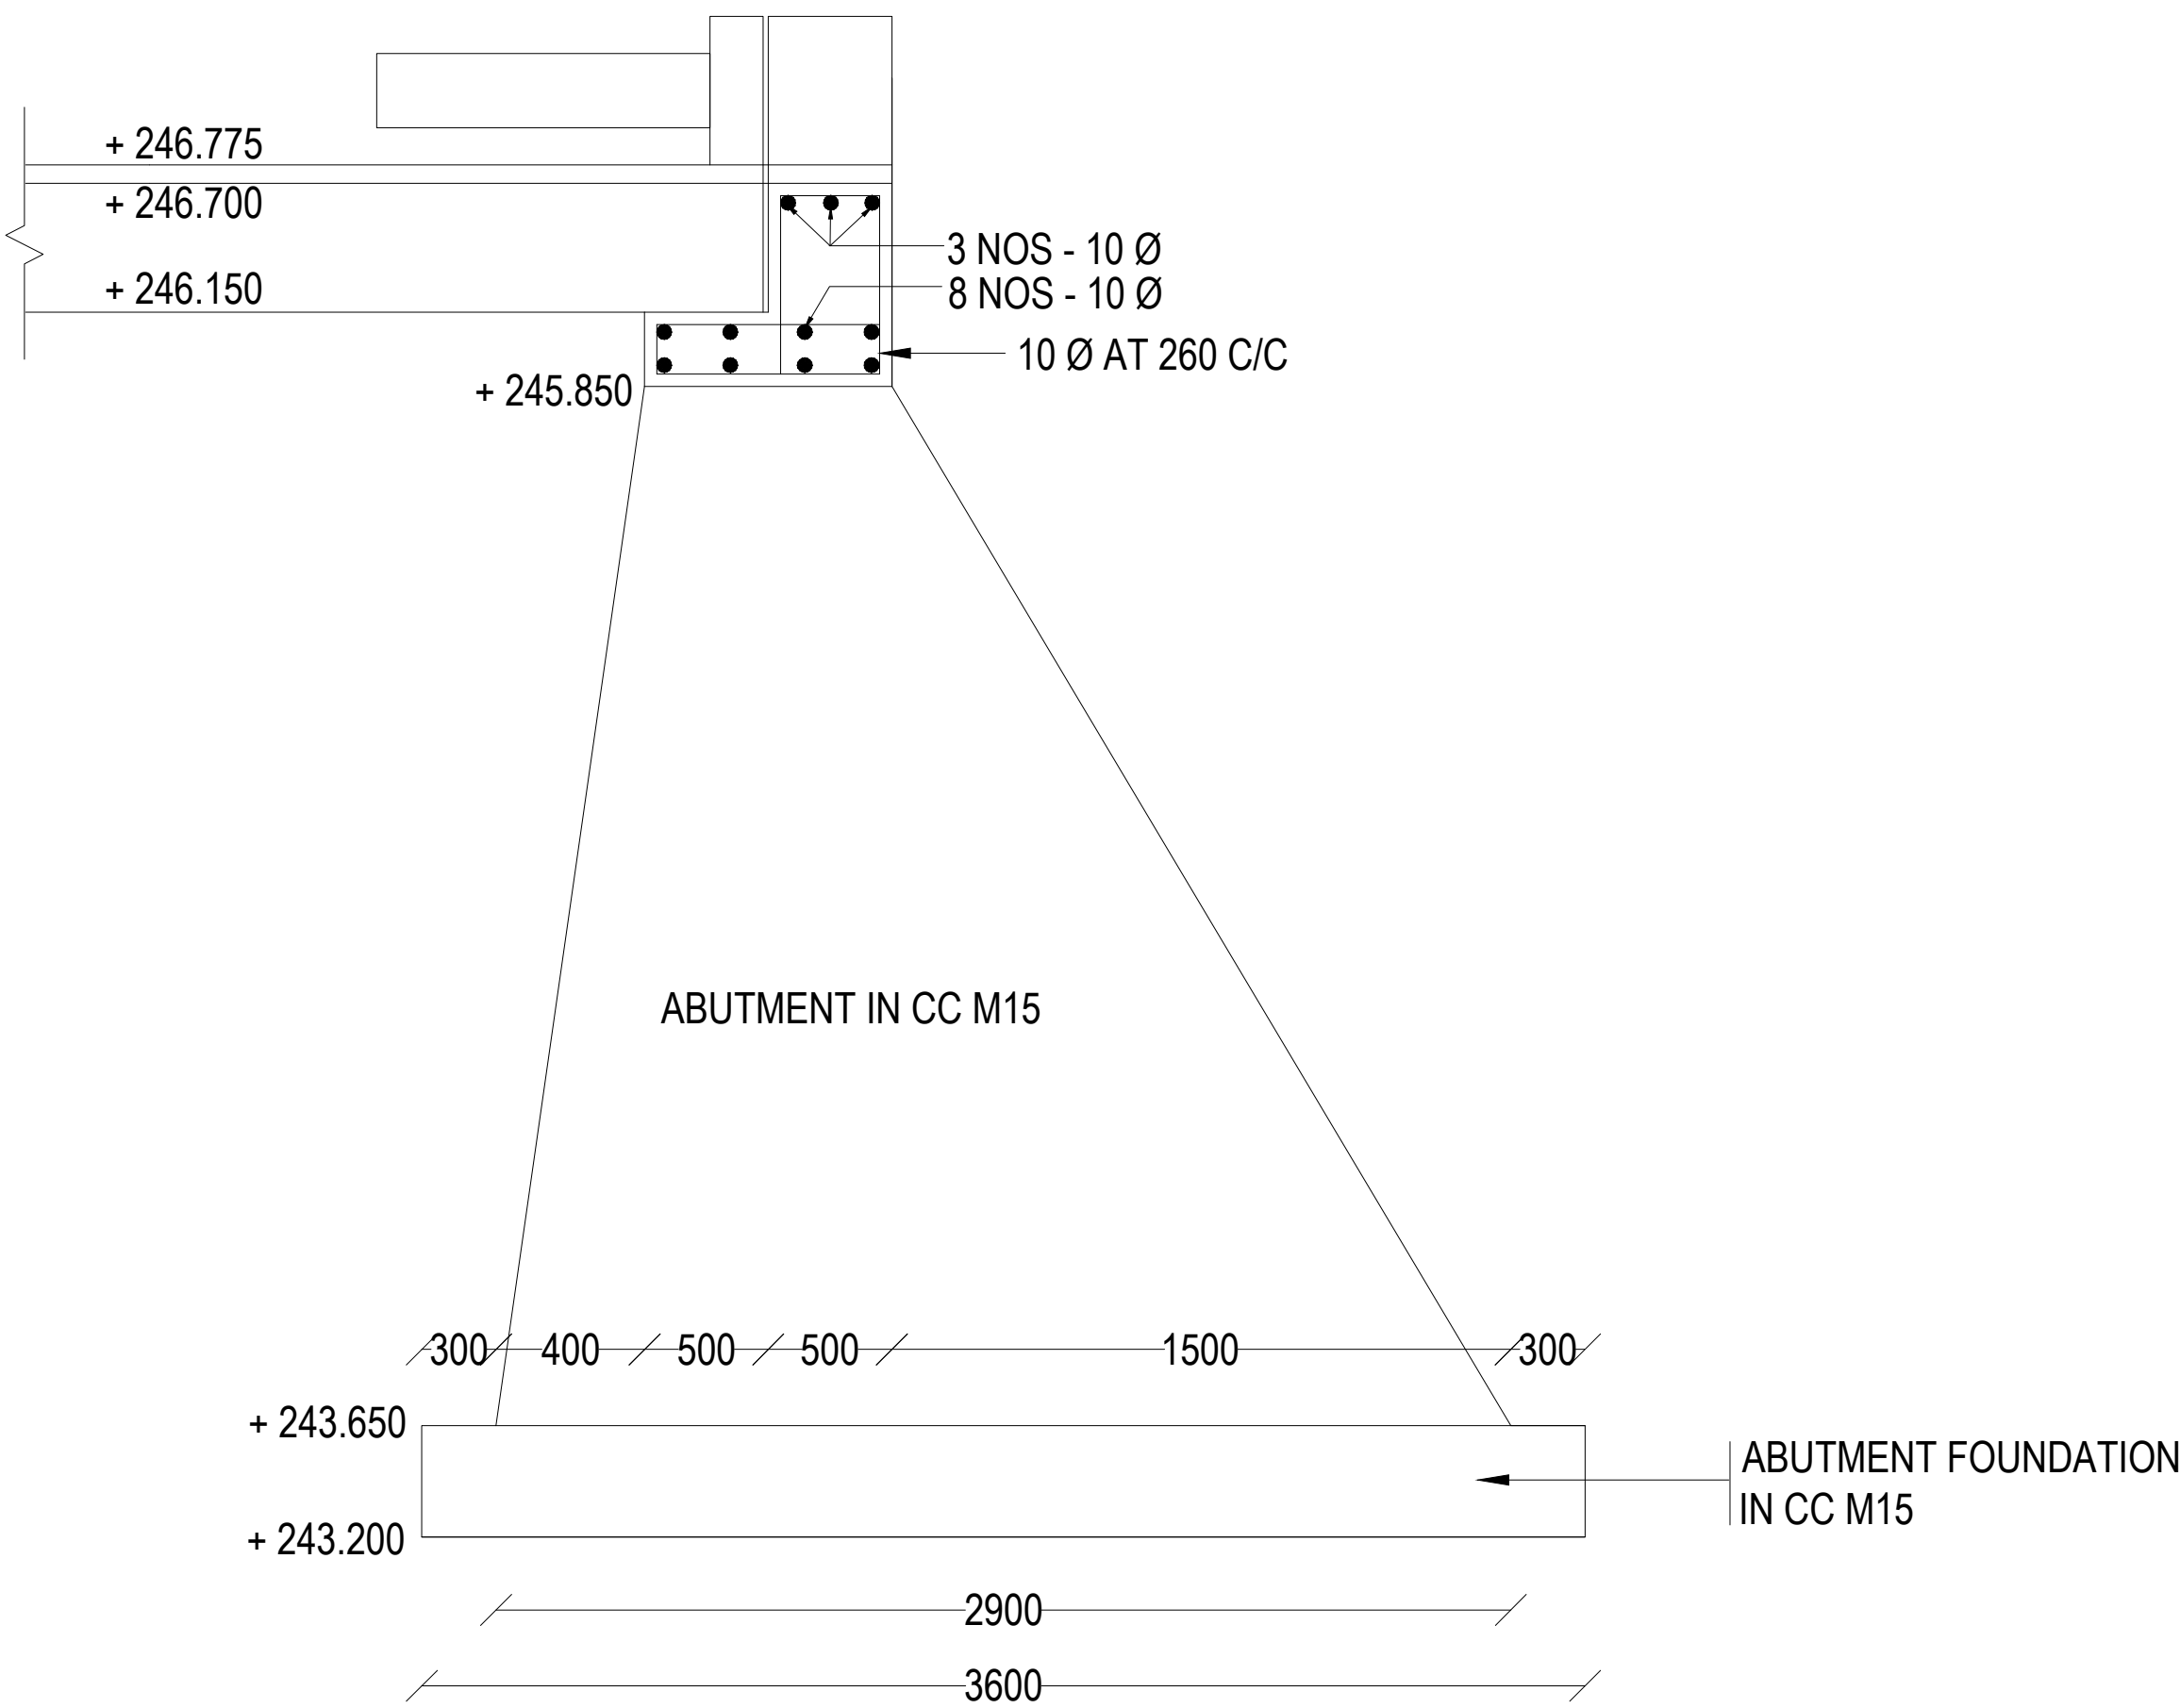 + 246.775
+ 246.700
3 NOS - 10 Ø
+ 246.150
8 NOS - 10 Ø
10 Ø AT 260 C/C
+ 245.850
ABUTMENT IN CC M15
300 400 500 500 1500 300
+ 243.650
ABUTMENT FOUNDATION
IN CC M15
+ 243.200
2900
3600